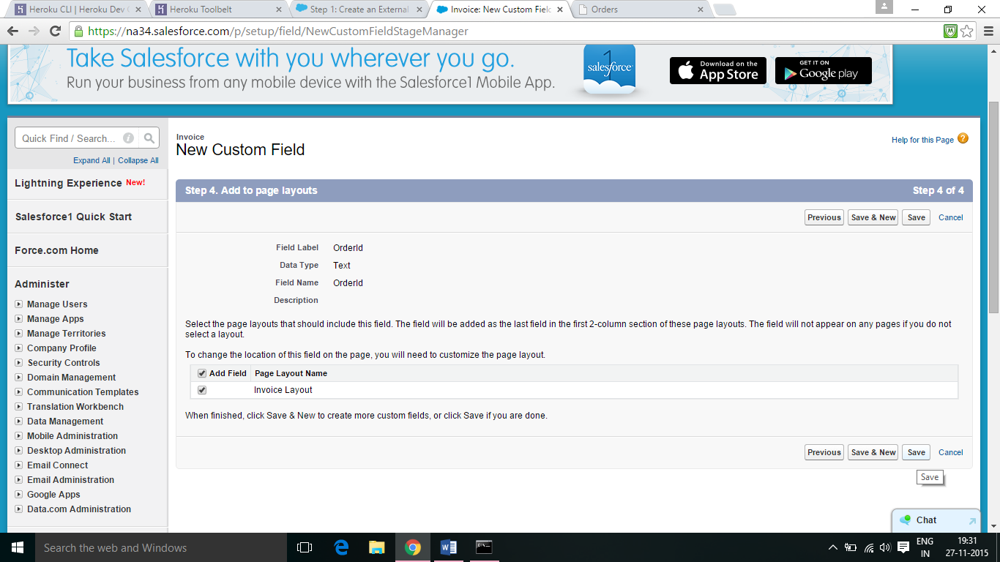 Heroku CLI | Heroku Dev C
Heroku Toolbelt
Step 1: Create an External
Invoice: New Custom Field
Orders
https://na34.salesforce.com/p/setup/field/NewCustomFieldStageManager
Take Salesforce with you wherever you go.
Run your business from any mobile device with the Salesforce1 Mobile App.
1
salesforce
Download on the
App Store
GET IT ON
Google play
Quick Find / Search...
Expand All | Collapse All
Lightning Experience New!
Salesforce1 Quick Start
Force.com Home
Administer
Manage Users
Manage Apps
Manage Territories
Company Profile
Security Controls
Domain Management
Communication Templates
Translation Workbench
Data Management
Mobile Administration
Desktop Administration
Email Connect
Email Administration
Google Apps
Data.com Administration
Invoice
New Custom Field
Help for this Page ?
Step 4. Add to page layouts Step 4 of 4
Previous Save & New Save Cancel
Field Label OrderId
Data Type Text
Field Name OrderId
Description
Select the page layouts that should include this field. The field will be added as the last field in the first 2-column section of these page layouts. The field will not appear on any pages if you do not
select a layout.
To change the location of this field on the page, you will need to customize the page layout.
Add Field Page Layout Name
Invoice Layout
When finished, click Save & New to create more custom fields, or click Save if you are done.
Previous Save & New Save Cancel
Save
Chat
Search the web and Windows
ENG
IN
19:31
27-11-2015